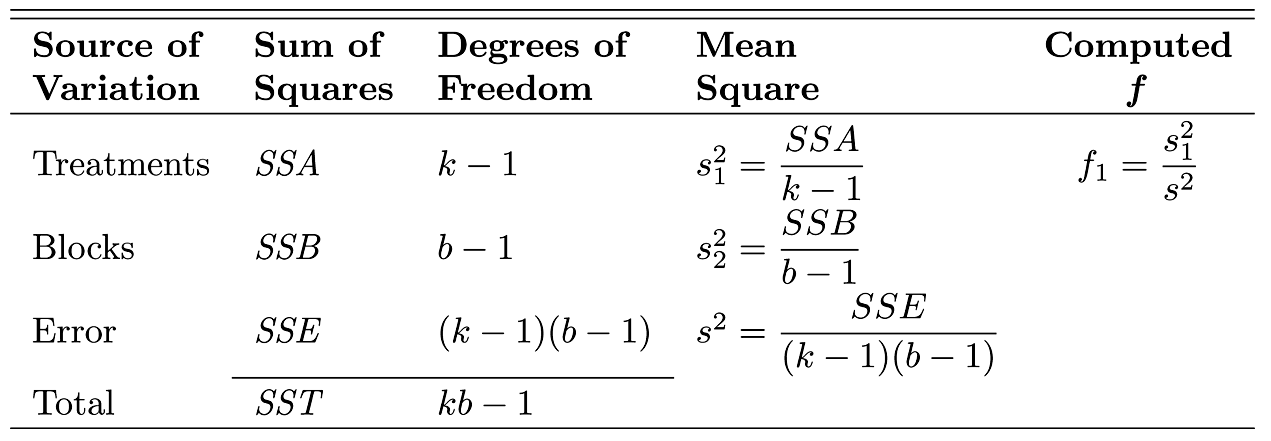 Source of Variation | Sum of Squares | Degrees of Freedom | Mean Square | Computed f
Treatments | SSA | k − 1 | s₁² = SSA / (k − 1) | f₁ = s₁² / s²
Blocks | SSB | b − 1 | s₂² = SSB / (b − 1)
Error | SSE | (k − 1)(b − 1) | s² = SSE / ((k − 1)(b − 1))
Total | SST | kb − 1